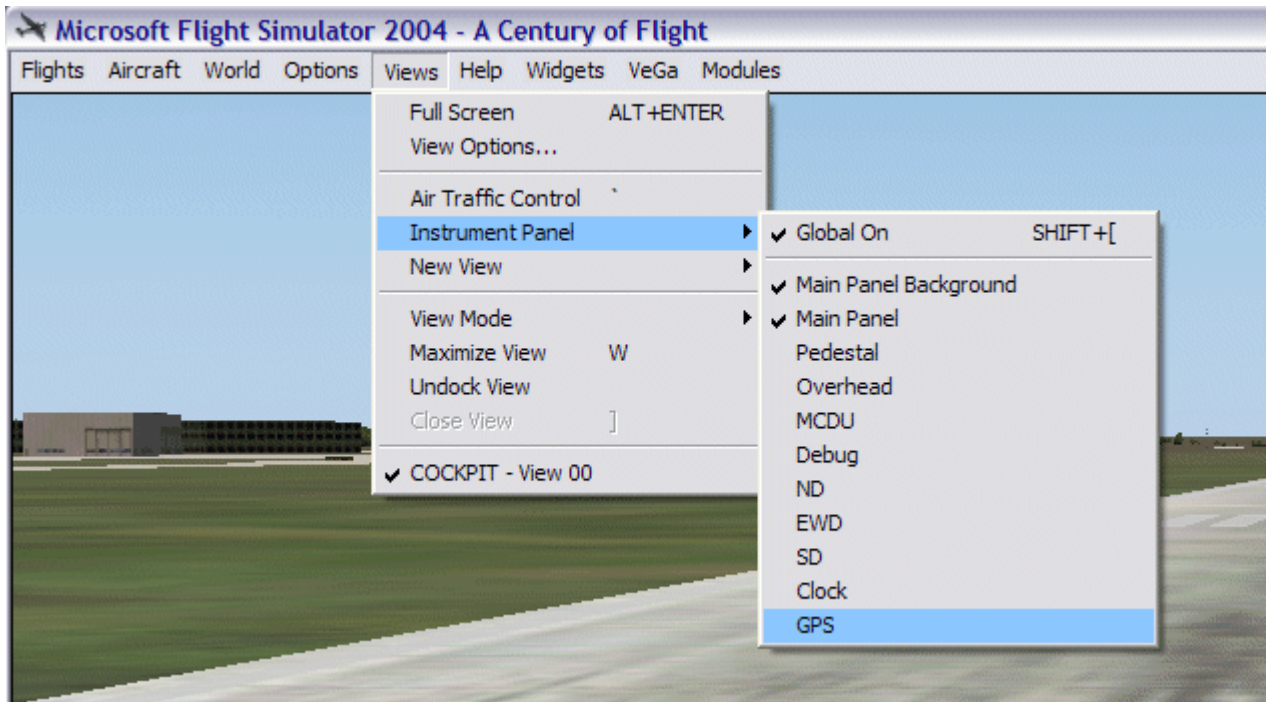 Microsoft Flight Simulator 2004 - A Century of Flight
Flights Aircraft World Options Views Help Widgets VeGa Modules
Full Screen ALT+ENTER
View Options...
Air Traffic Control `
Instrument Panel
New View
View Mode
Maximize View W
Undock View
Close View ]
COCKPIT - View 00
Global On SHIFT+[
Main Panel Background
Main Panel
Pedestal
Overhead
MCDU
Debug
ND
EWD
SD
Clock
GPS